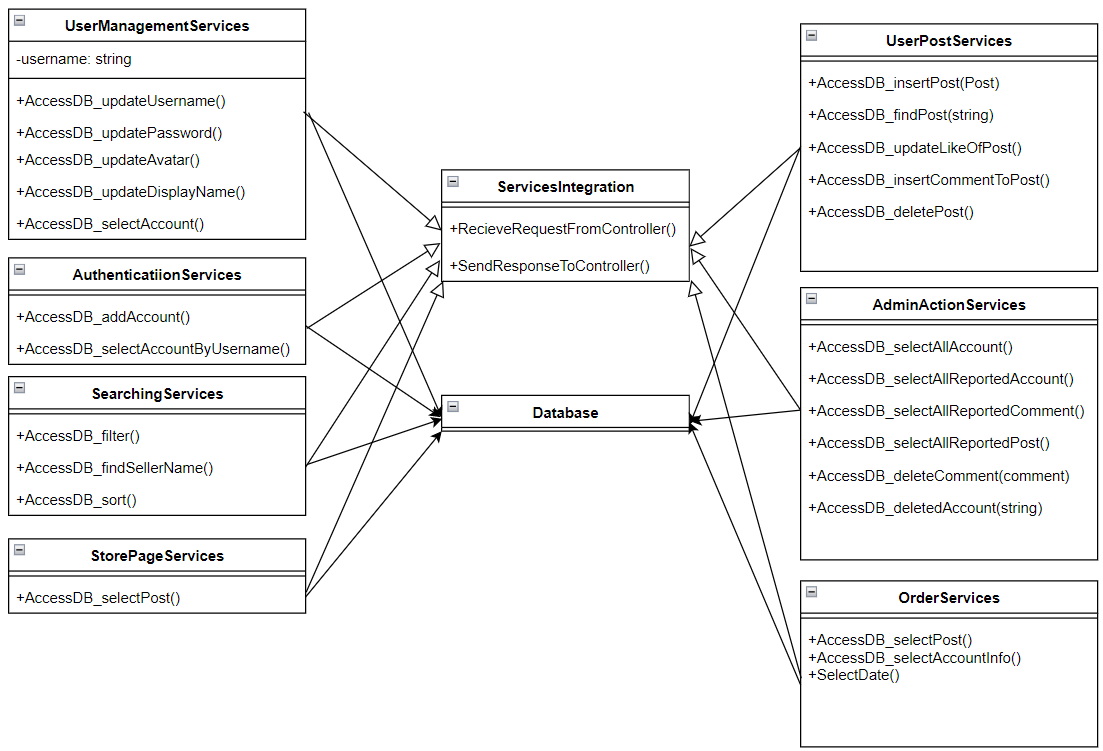 UserManagementServices
-username: string
+AccessDB_updateUsername()
+AccessDB_updatePassword()
+AccessDB_updateAvatar()
+AccessDB_updateDisplayName()
+AccessDB_selectAccount()
AuthenticatiionServices
+AccessDB_addAccount()
+AccessDB_selectAccountByUsername()
SearchingServices
+AccessDB_filter()
+AccessDB_findSellerName()
+AccessDB_sort()
StorePageServices
+AccessDB_selectPost()
ServicesIntegration
+RecieveRequestFromController()
+SendResponseToController()
Database
UserPostServices
+AccessDB_insertPost(Post)
+AccessDB_findPost(string)
+AccessDB_updateLikeOfPost()
+AccessDB_insertCommentToPost()
+AccessDB_deletePost()
AdminActionServices
+AccessDB_selectAllAccount()
+AccessDB_selectAllReportedAccount()
+AccessDB_selectAllReportedComment()
+AccessDB_selectAllReportedPost()
+AccessDB_deleteComment(comment)
+AccessDB_deletedAccount(string)
OrderServices
+AccessDB_selectPost()
+AccessDB_selectAccountInfo()
+SelectDate()